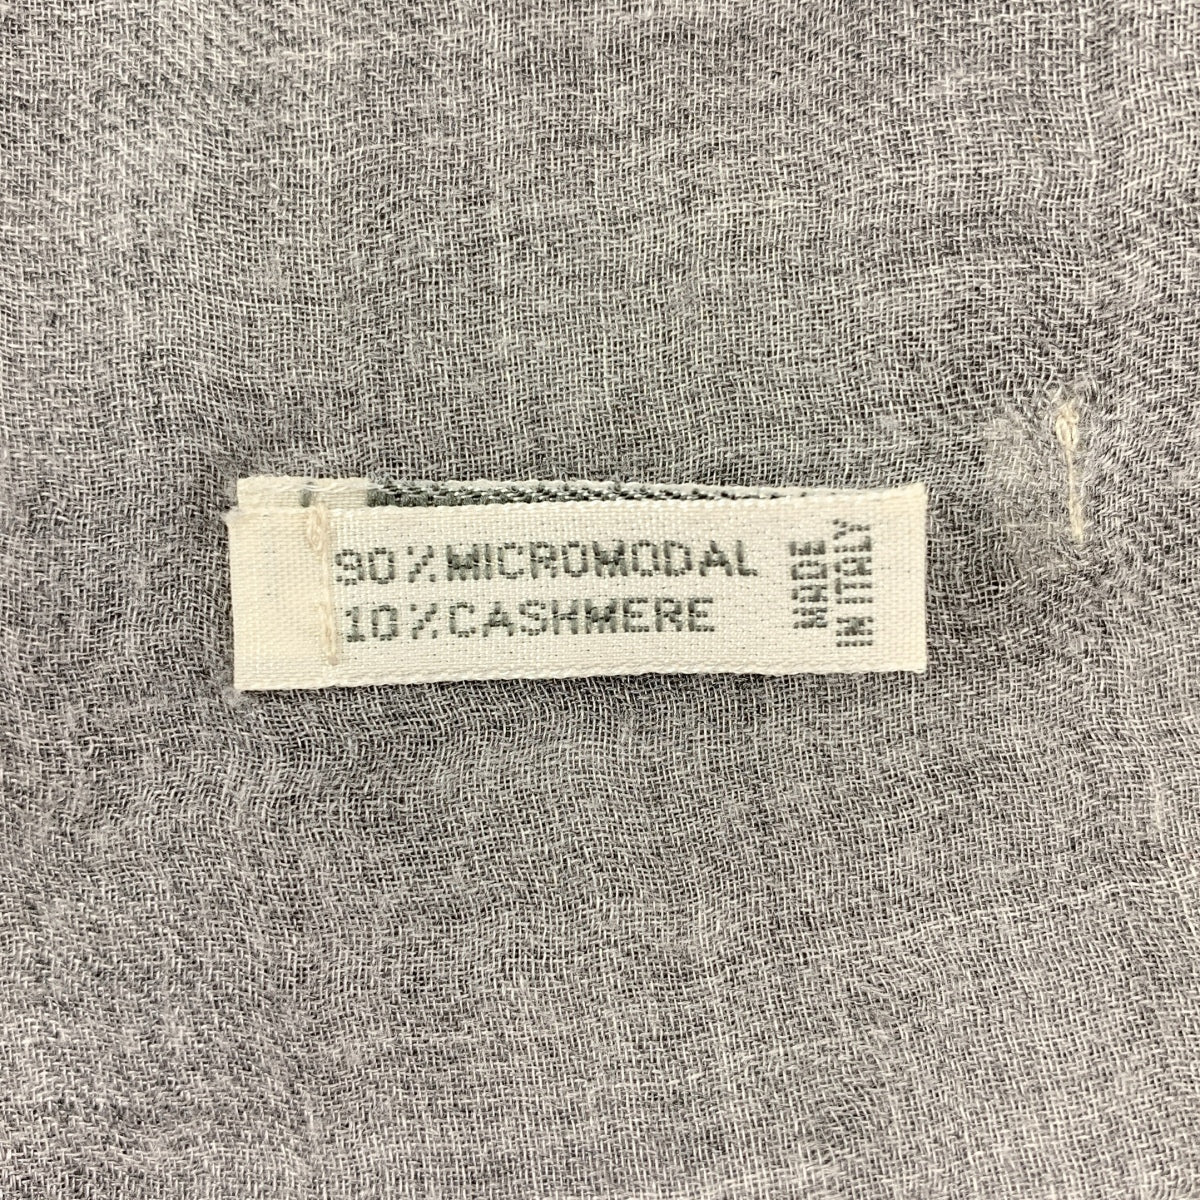 90% MICROMODAL
10% CASHMERE
MADE
IN ITALY